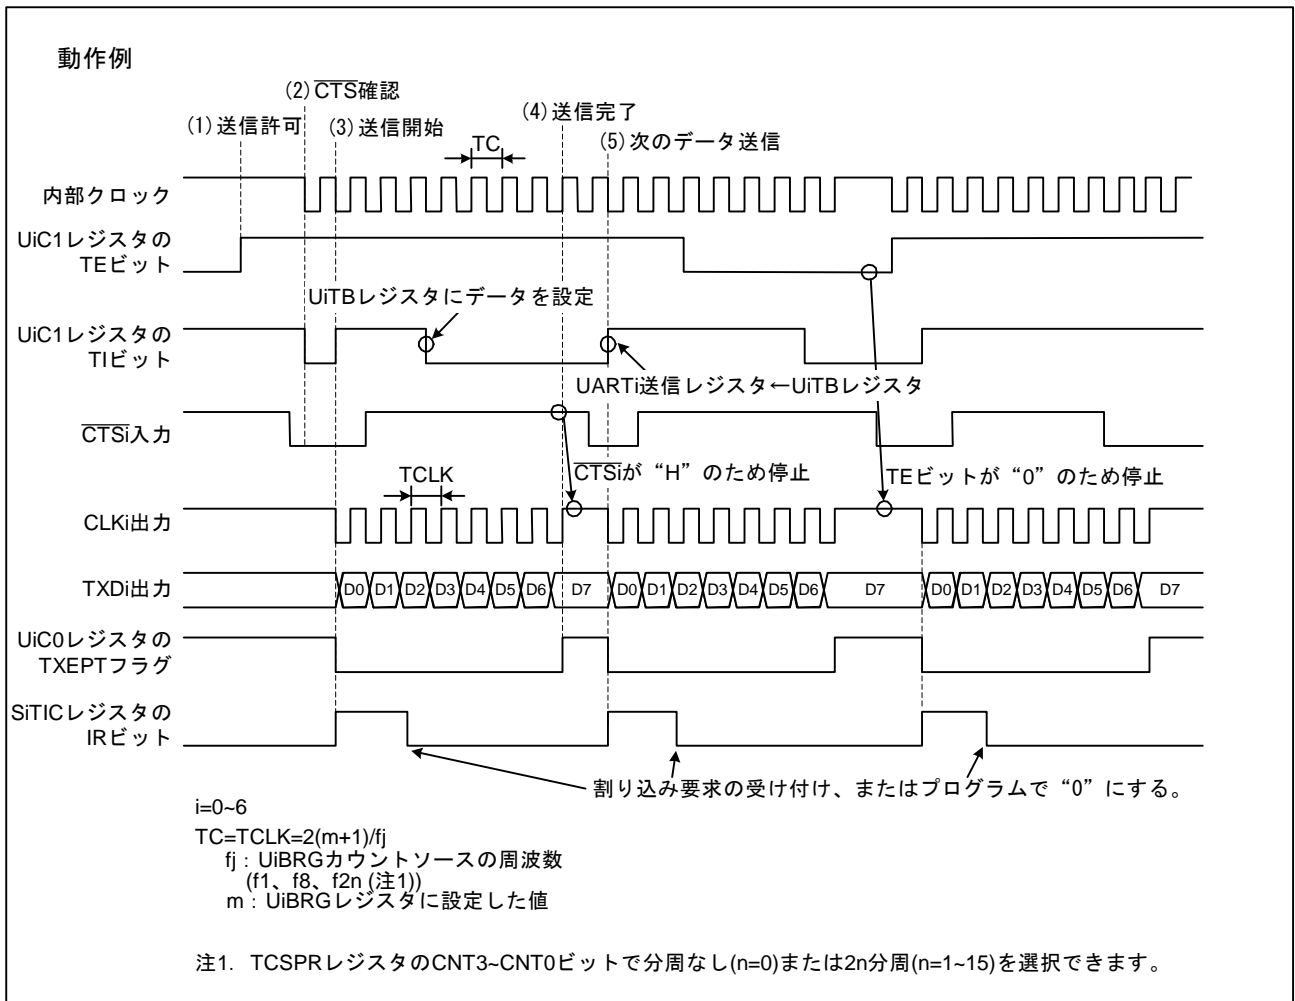 動作例
(2)CTS確認
(1)送信許可
(3)送信開始
(4)送信完了
(5)次のデータ送信
TC
内部クロック
UiC1レジスタの
TEビット
UiTBレジスタにデータを設定
UiC1レジスタの
TIビット
UARTi送信レジスタ←UiTBレジスタ
CTSi入力
TCLK
CTSiが“H”のため停止
TEビットが“0”のため停止
CLKi出力
TXDi出力
D0 D1 D2 D3 D4 D5 D6 D7 D0 D1 D2 D3 D4 D5 D6 D7 D0 D1 D2 D3 D4 D5 D6 D7
UiC0レジスタの
TXEPTフラグ
SiTICレジスタの
IRビット
割り込み要求の受け付け、またはプログラムで“0”にする。
i=0~6
TC=TCLK=2(m+1)/fj
fj：UiBRGカウントソースの周波数
(f1、f8、f2n (注1))
m：UiBRGレジスタに設定した値
注1. TCSPRレジスタのCNT3~CNT0ビットで分周なし(n=0)または2n分周(n=1~15)を選択できます。